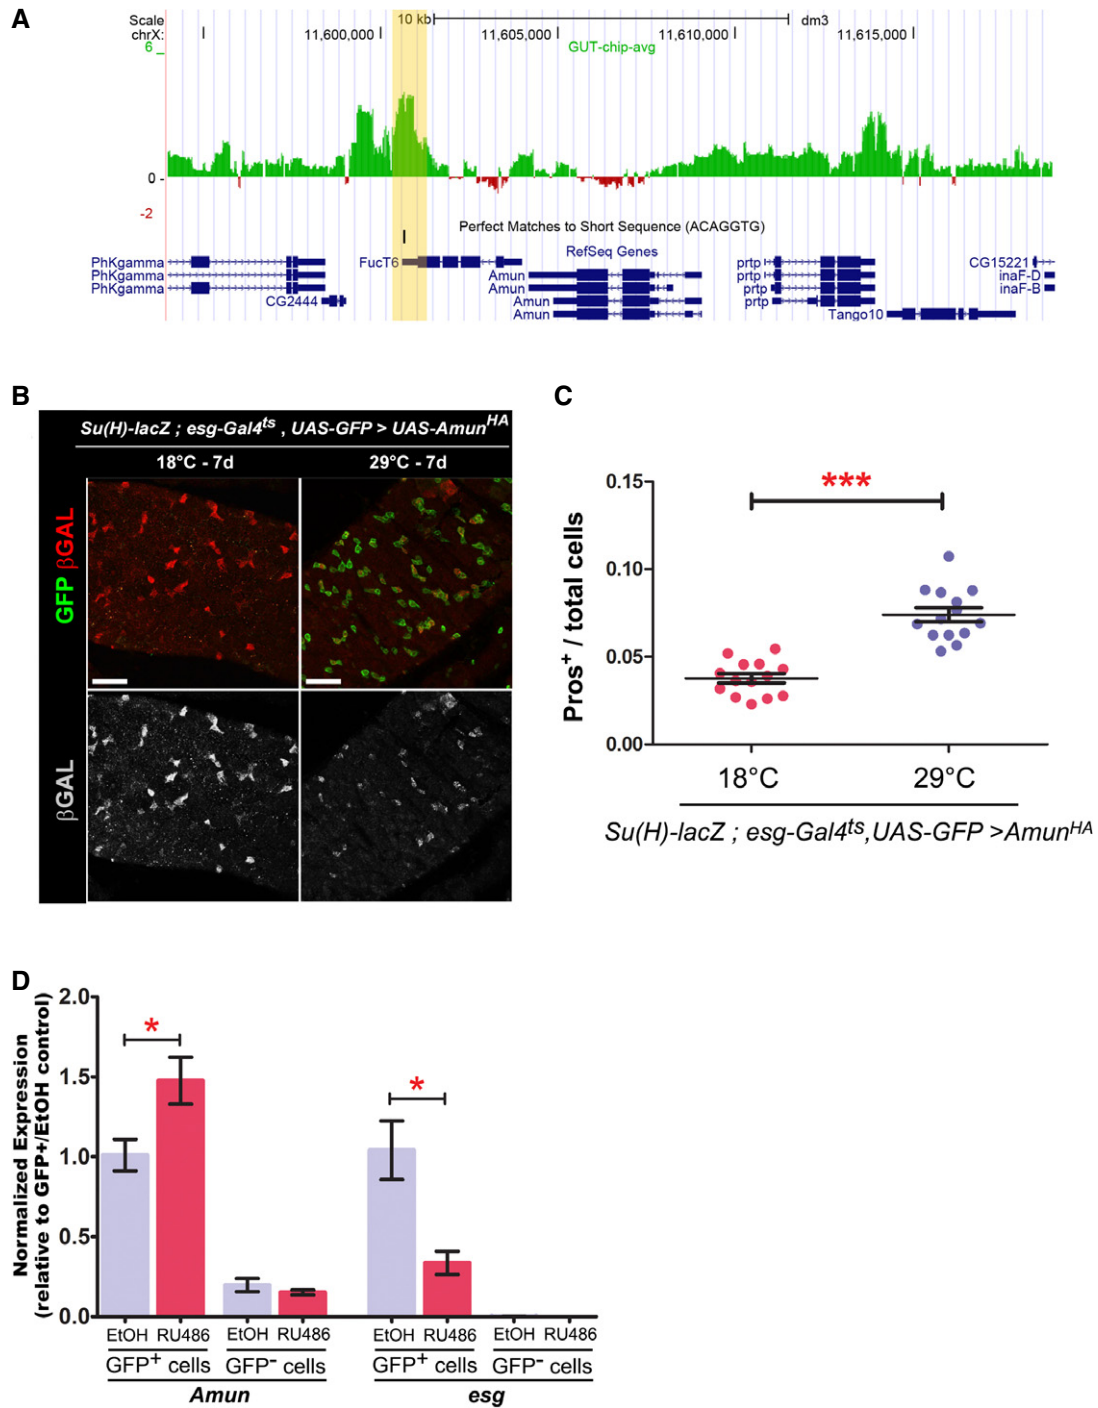 A
Scale
10 kb
dm3
chrX:
11,600,000
11,605,000
11,610,000
11,615,000
6
GUT-chip-avg
0
-2
Perfect Matches to Short Sequence (ACAGGTG)
RefSeq Genes
PhKgamma
FucT6
prtp
CG15221
PhKgamma
Amun
prtp
inaF-D
PhKgamma
Amun
prtp
inaF-B
CG2444
Amun
prtp
Amun
Tango10
B
Su(H)-lacZ ; esg-Gal4ts , UAS-GFP > UAS-AmunHA
18°C - 7d
29°C - 7d
GFP βGAL
βGAL
C
***
0.15
0.10
0.05
0.00
Pros+ / total cells
18°C
29°C
Su(H)-lacZ ; esg-Gal4ts,UAS-GFP >AmunHA
D
Normalized Expression
(relative to GFP+/EtOH control)
2.0
1.5
1.0
0.5
0.0
*
*
EtOH RU486 EtOH RU486 EtOH RU486 EtOH RU486
GFP+ cells GFP- cells GFP+ cells GFP- cells
Amun
esg